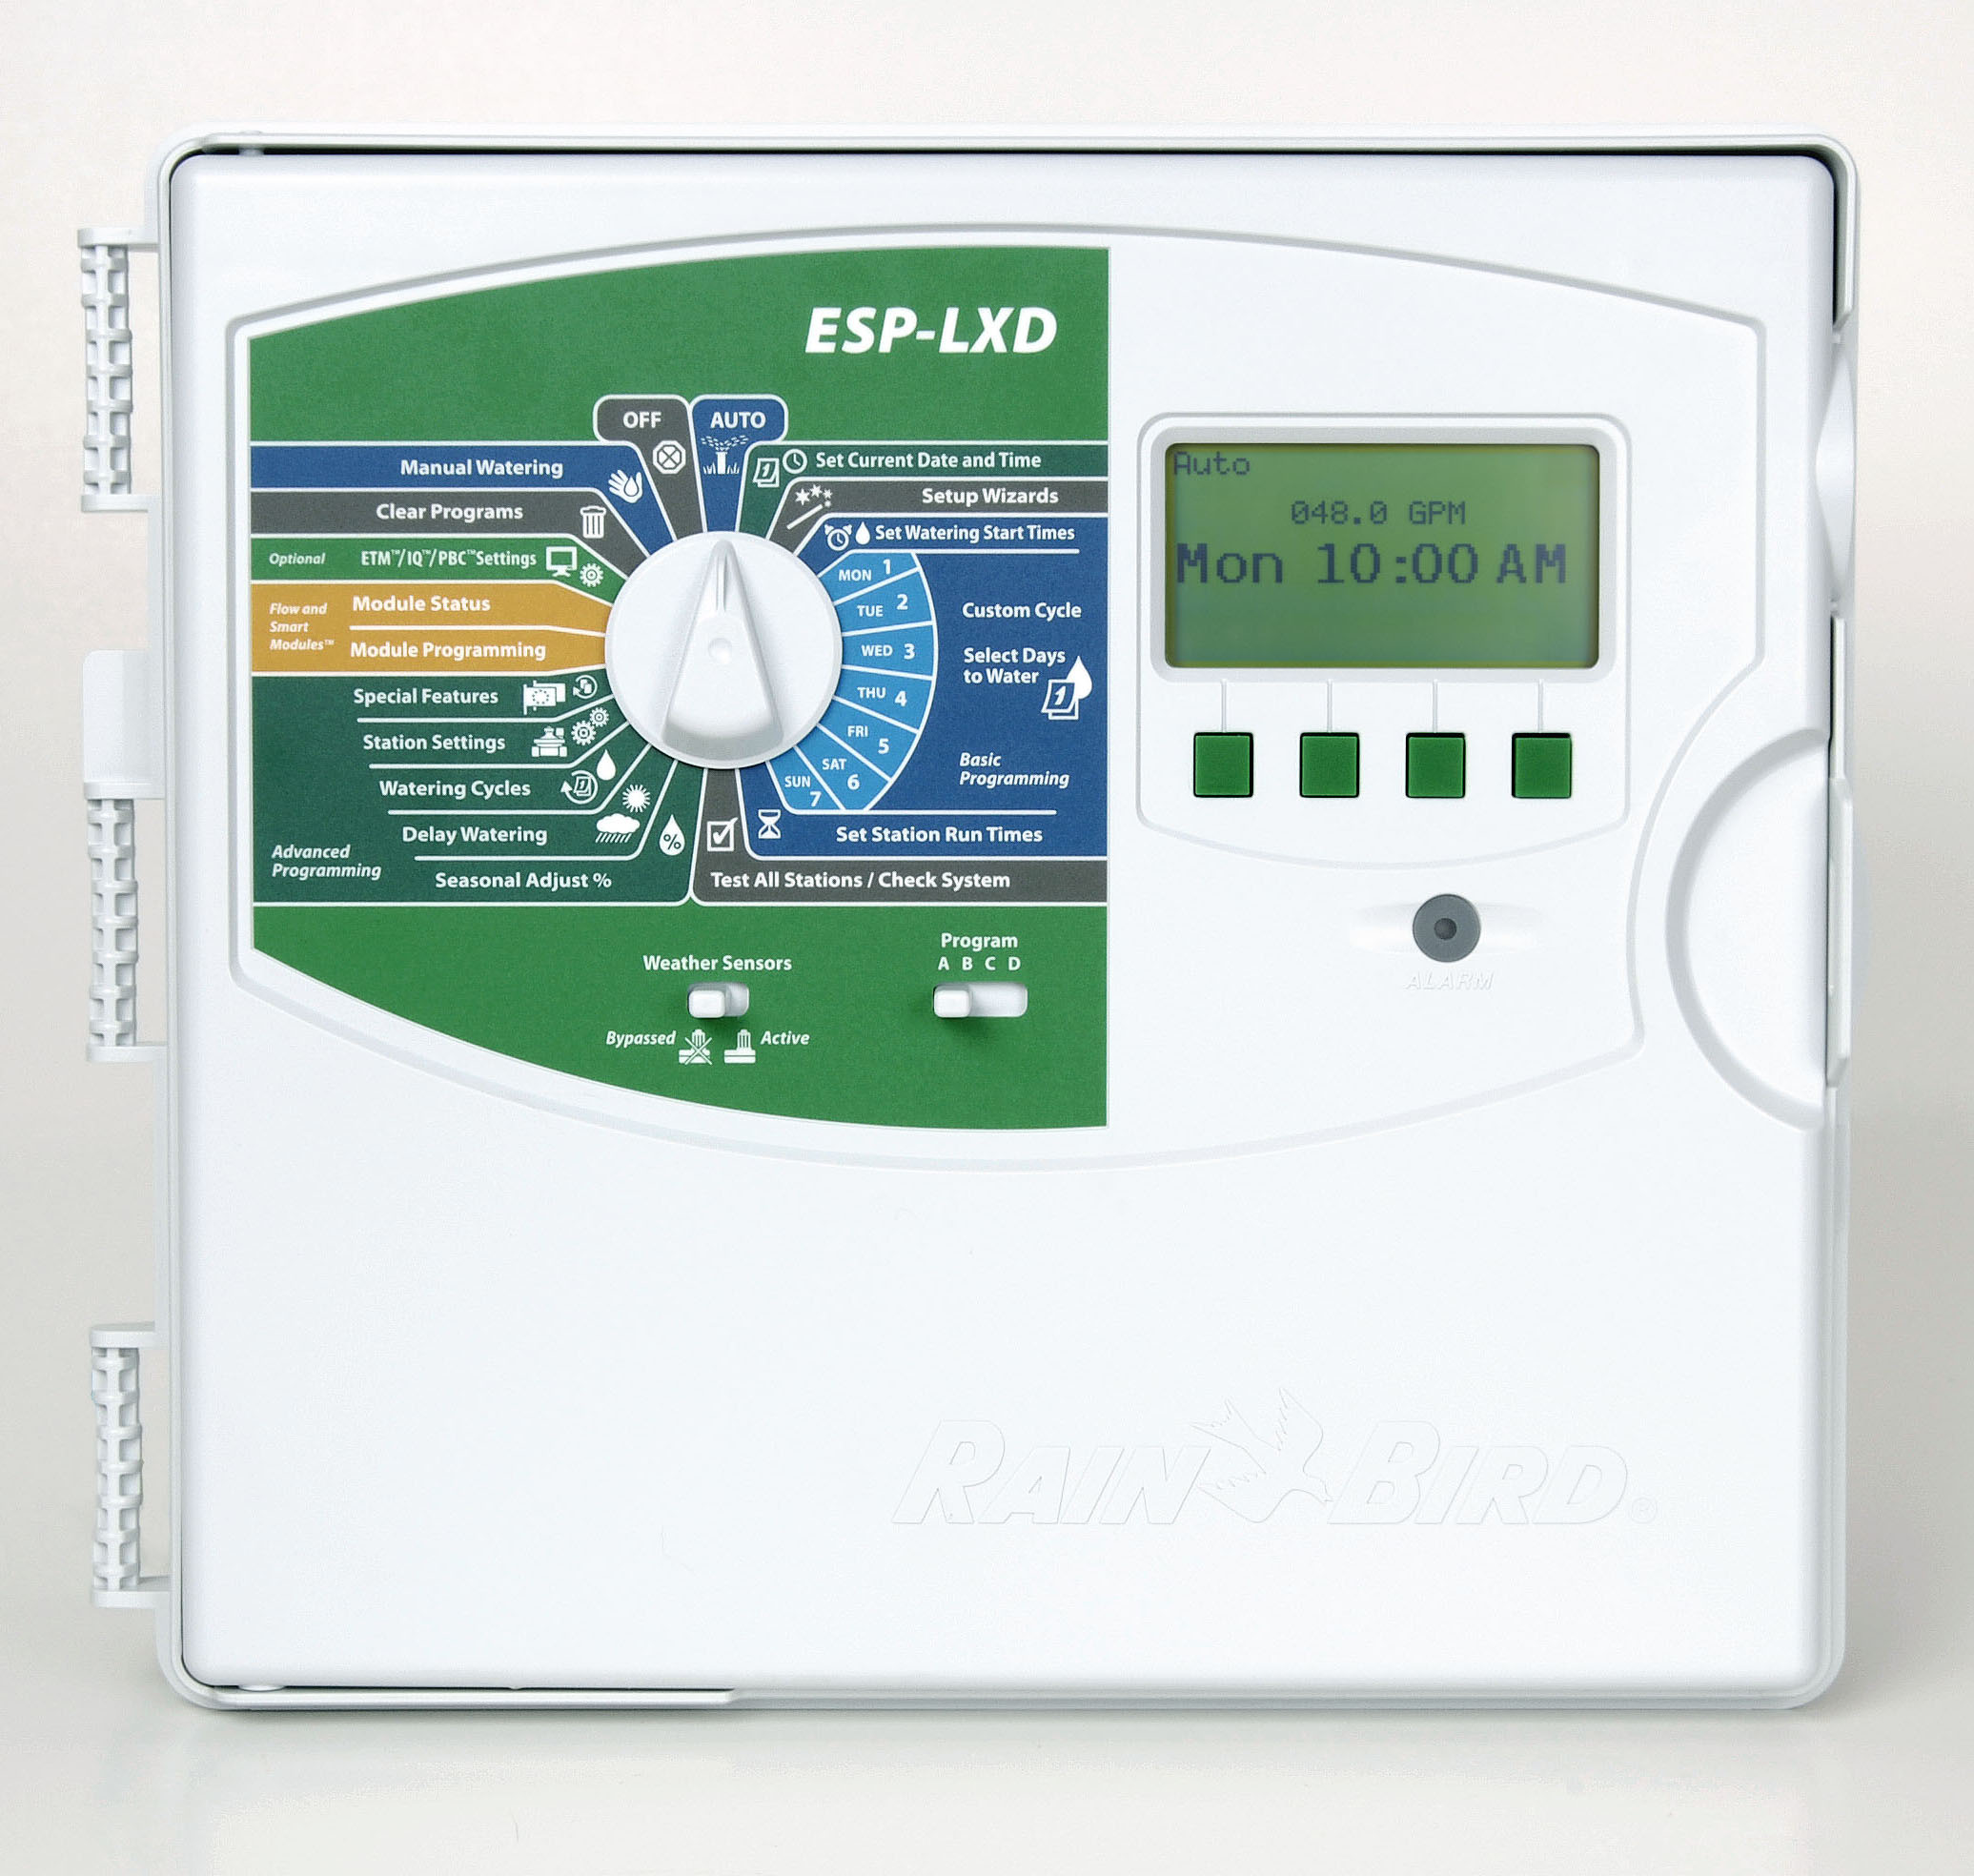 ESP-LXD
OFF
AUTO
Manual Watering
Clear Programs
Optional ETM™/IQ™/PBC™Settings
Flow and
Smart
Modules™
Module Status
Module Programming
Special Features
Station Settings
Watering Cycles
Delay Watering
Seasonal Adjust %
Advanced
Programming
%
1
Set Current Date and Time
Setup Wizards
Set Watering Start Times
MON 1
TUE 2
WED 3
THU 4
FRI 5
SAT 6
SUN 7
Custom Cycle
Select Days
to Water
1
Basic
Programming
Set Station Run Times
Test All Stations / Check System
Weather Sensors
Bypassed
Active
Program
A B C D
Auto
048.0 GPM
Mon 10:00 AM
ALARM
RAIN BIRD®